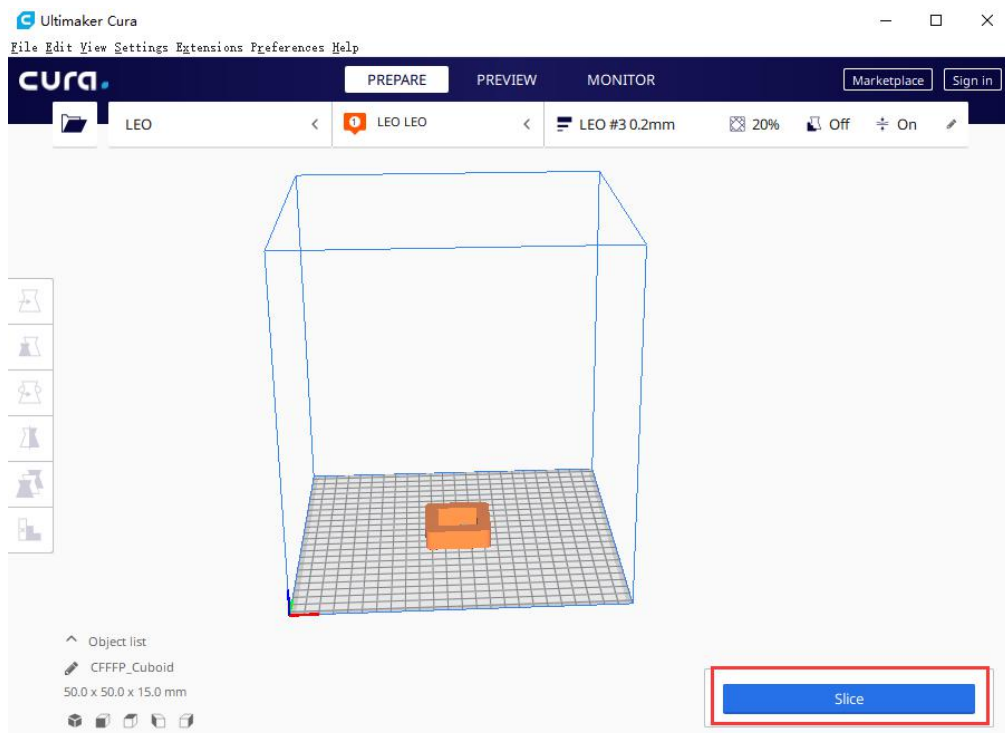 Ultimaker Cura
File Edit View Settings Extensions Preferences Help
cura.
PREPARE PREVIEW MONITOR
Marketplace Sign in
LEO
1 LEO LEO
LEO #3 0.2mm 20% Off On
Object list
CFFFP_Cuboid
50.0 x 50.0 x 15.0 mm
Slice